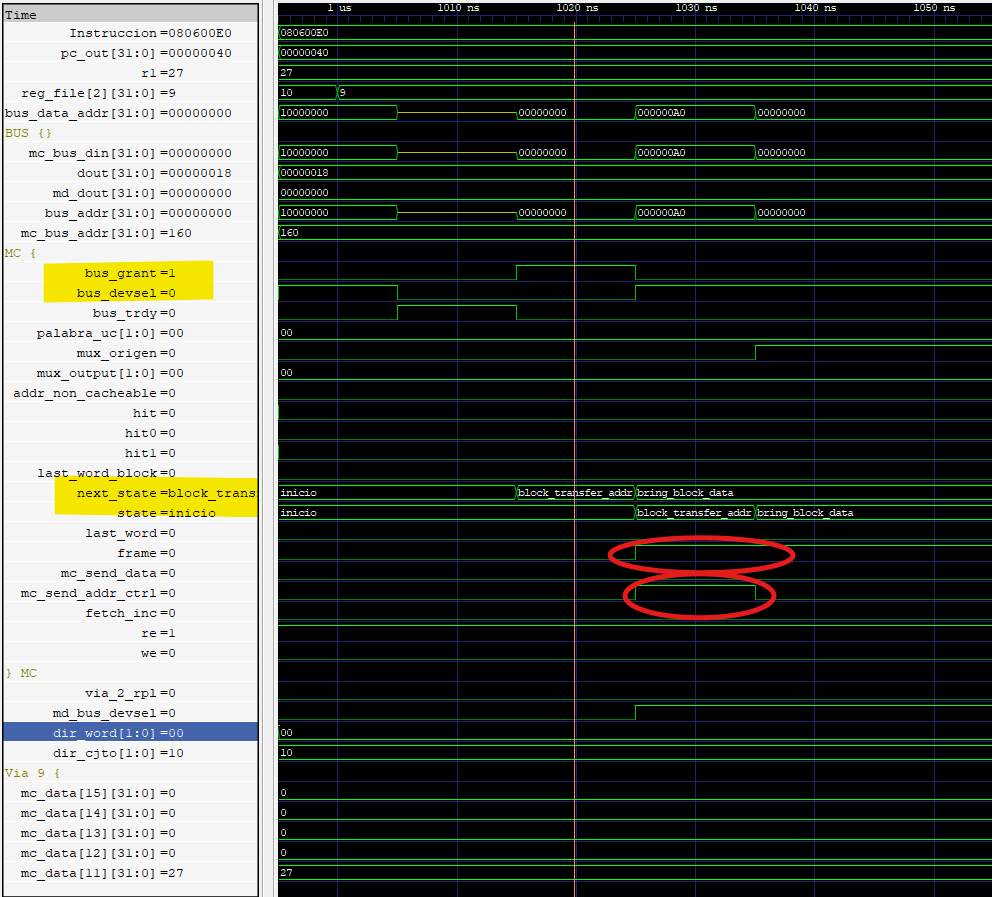 Time
1 us 1010 ns 1020 ns 1030 ns 1040 ns 1050 ns
Instruccion=080600E0 080600E0
pc_out[31:0]=00000040 00000040
rl=27 27
reg_file[2][31:0]=9 10 9
bus_data_addr[31:0]=00000000 10000000 00000000 000000A0 00000000
BUS {}
mc_bus_din[31:0]=00000000 10000000 00000000 000000A0 00000000
dout[31:0]=00000018 00000018
md_dout[31:0]=00000000 00000000
bus_addr[31:0]=00000000 10000000 00000000 000000A0 00000000
mc_bus_addr[31:0]=160 160
MC {
bus_grant=1
bus_devsel=0
bus_trdy=0
palabra_uc[1:0]=00 00
mux_origen=0
mux_output[1:0]=00 00
addr_non_cacheable=0
hit=0
hit0=0
hit1=0
last_word_block=0
next_state=block_trans inicio block_transfer_addr bring_block_data
state=inicio inicio block_transfer_addr bring_block_data
last_word=0
frame=0
mc_send_data=0
mc_send_addr_ctrl=0
fetch_inc=0
re=1
we=0
} MC
via_2_rpl=0
md_bus_devsel=0
dir_word[1:0]=00 00
dir_cjto[1:0]=10 10
Via 9 {
mc_data[15][31:0]=0 0
mc_data[14][31:0]=0 0
mc_data[13][31:0]=0 0
mc_data[12][31:0]=0 0
mc_data[11][31:0]=27 27